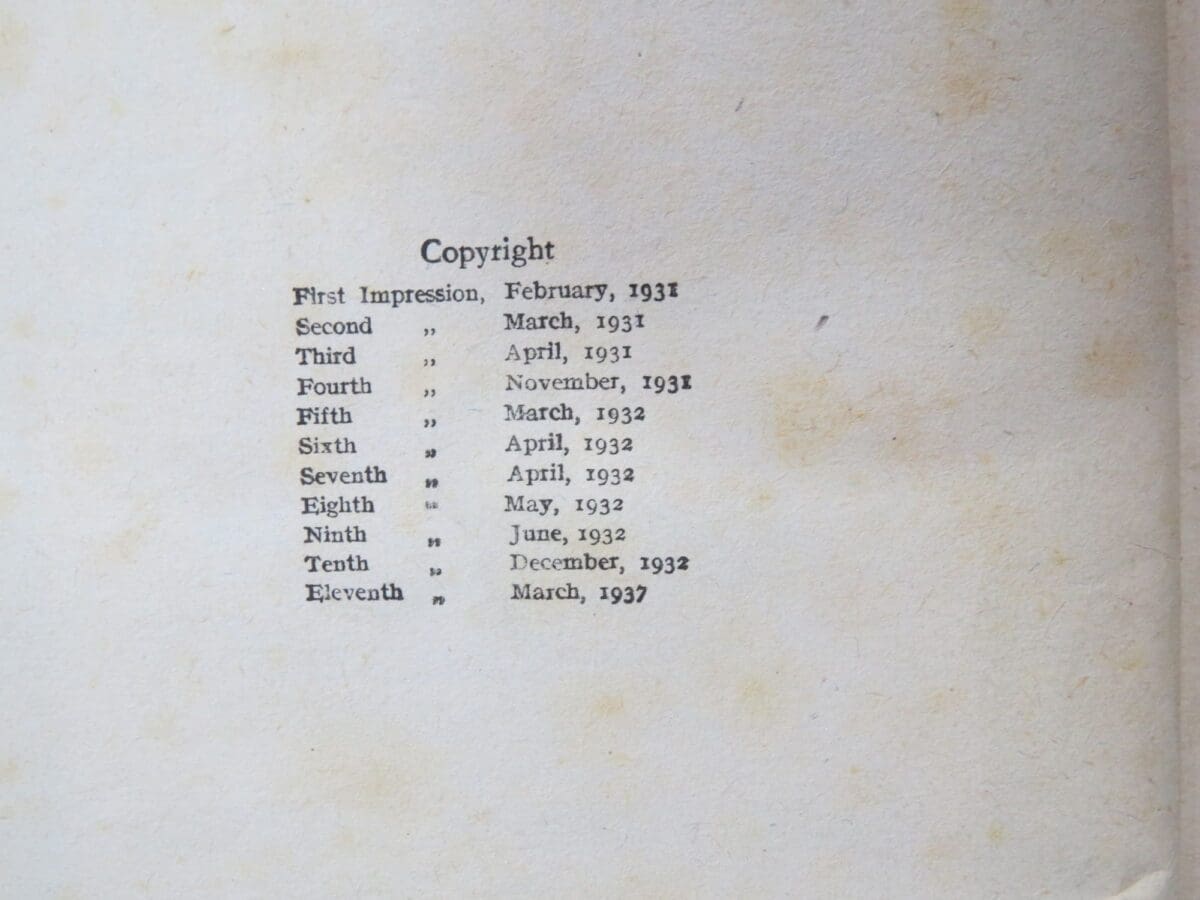 Copyright
First Impression, February, 1931
Second ,, March, 1931
Third ,, April, 1931
Fourth ,, November, 1931
Fifth ,, March, 1932
Sixth ,, April, 1932
Seventh ,, April, 1932
Eighth ,, May, 1932
Ninth ,, June, 1932
Tenth ,, December, 1932
Eleventh ,, March, 1937